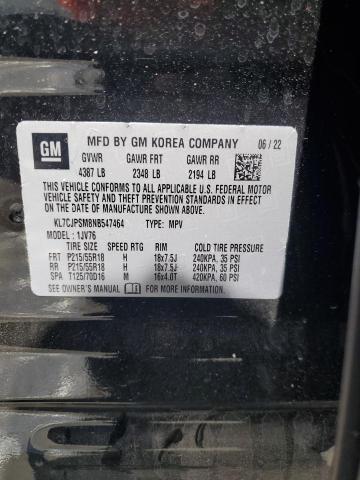 GM
MFD BY GM KOREA COMPANY 06/22
GVWR GAWR FRT GAWR RR
4387 LB 2348 LB 2194 LB
THIS VEHICLE CONFORMS TO ALL APPLICABLE U.S. FEDERAL MOTOR
VEHICLE SAFETY AND THEFT PREVENTION STANDARDS IN EFFECT ON
THE DATE OF MANUFACTURE SHOWN ABOVE.
KL7CJPSM8NB547464 TYPE: MPV
MODEL: 1JV76
TIRE SIZE SPEED RTG RIM COLD TIRE PRESSURE
FRT P215/55R18 H 18x7.5J 240KPA, 35 PSI
RR P215/55R18 H 18x7.5J 240KPA, 35 PSI
SPA T125/70D16 M 16x4.0T 420KPA, 60 PSI
SEE OWNER'S MANUAL FOR MORE INFORMATION